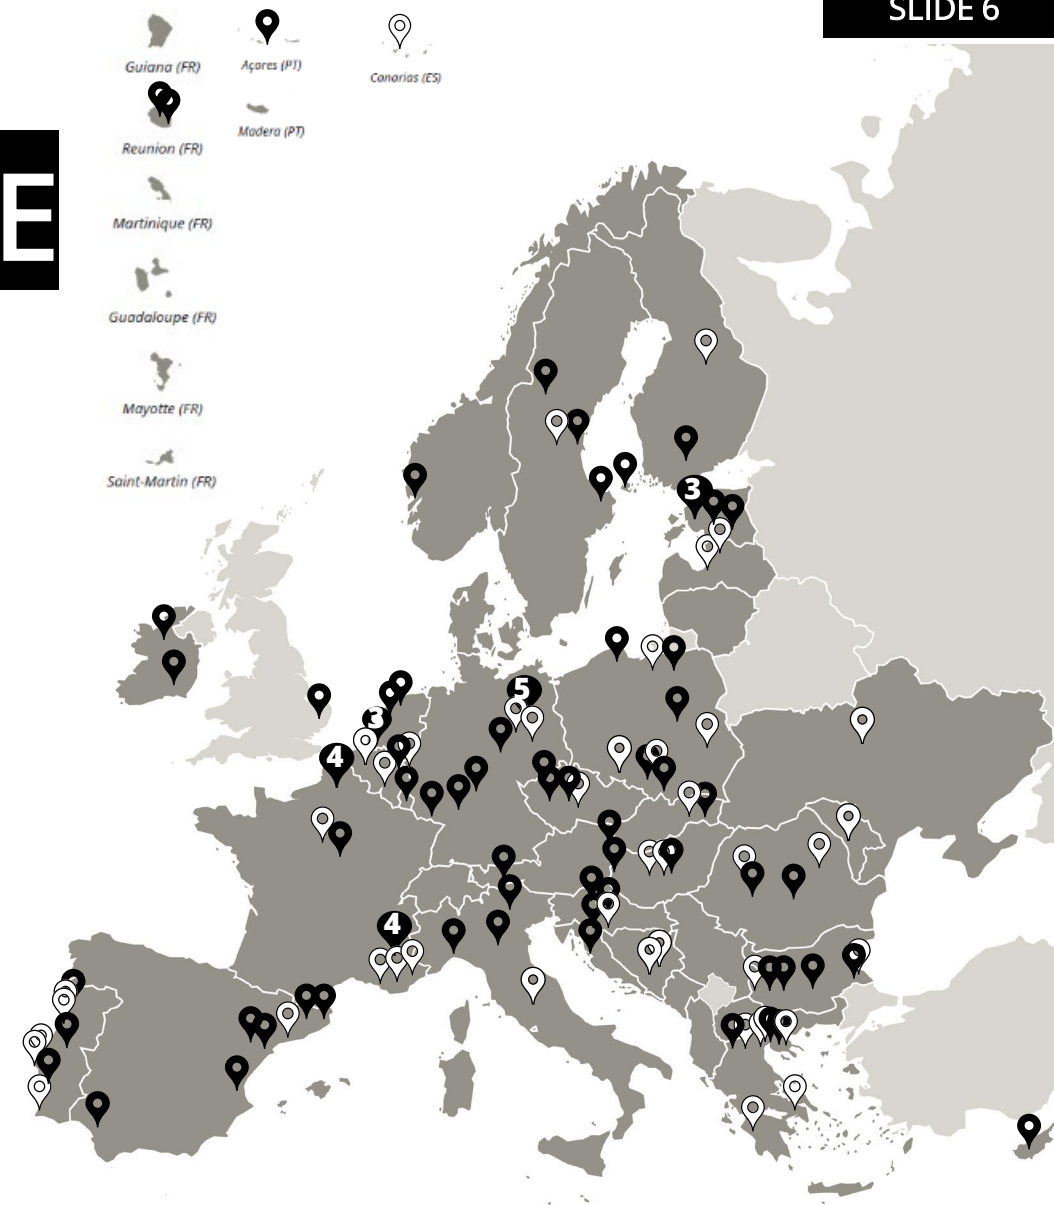 SLIDE 6
Guiana (FR)
Açores (PT)
Canarias (ES)
Madera (PT)
Reunion (FR)
E
Martinique (FR)
Guadaloupe (FR)
Mayotte (FR)
Saint-Martin (FR)
3
5
3
4
4